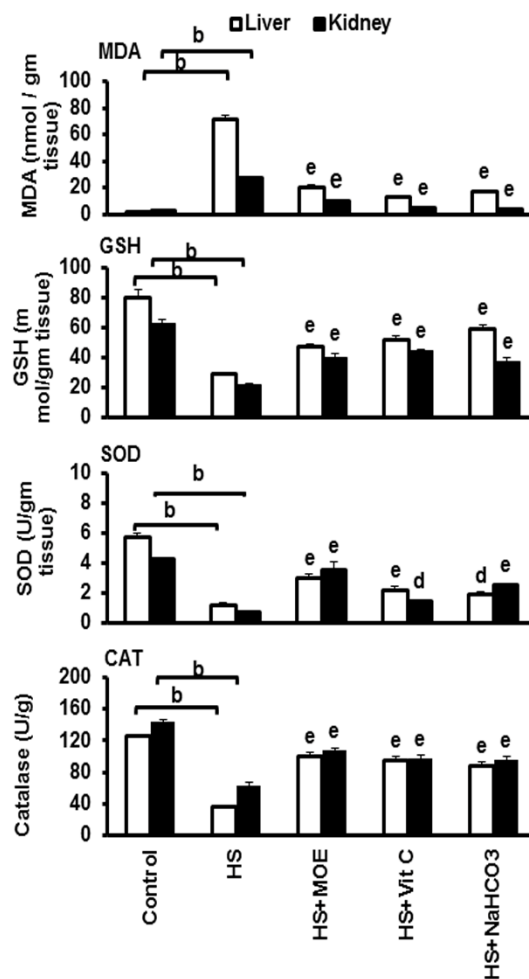 Liver Kidney
MDA
b
b
MDA (nmol / gm
tissue)
100
80
60
40
20
0
e e e e e e
GSH
b
b
GSH (m
mol/gm tissue)
100
80
60
40
20
0
e e e e e e
SOD
b
b
SOD (U/gm
tissue)
10
8
6
4
2
0
e e e d d e
CAT
b
b
Catalase (U/g)
200
160
120
80
40
0
e e e e e e
Control
HS
HS+MOE
HS+Vit C
HS+NaHCO3